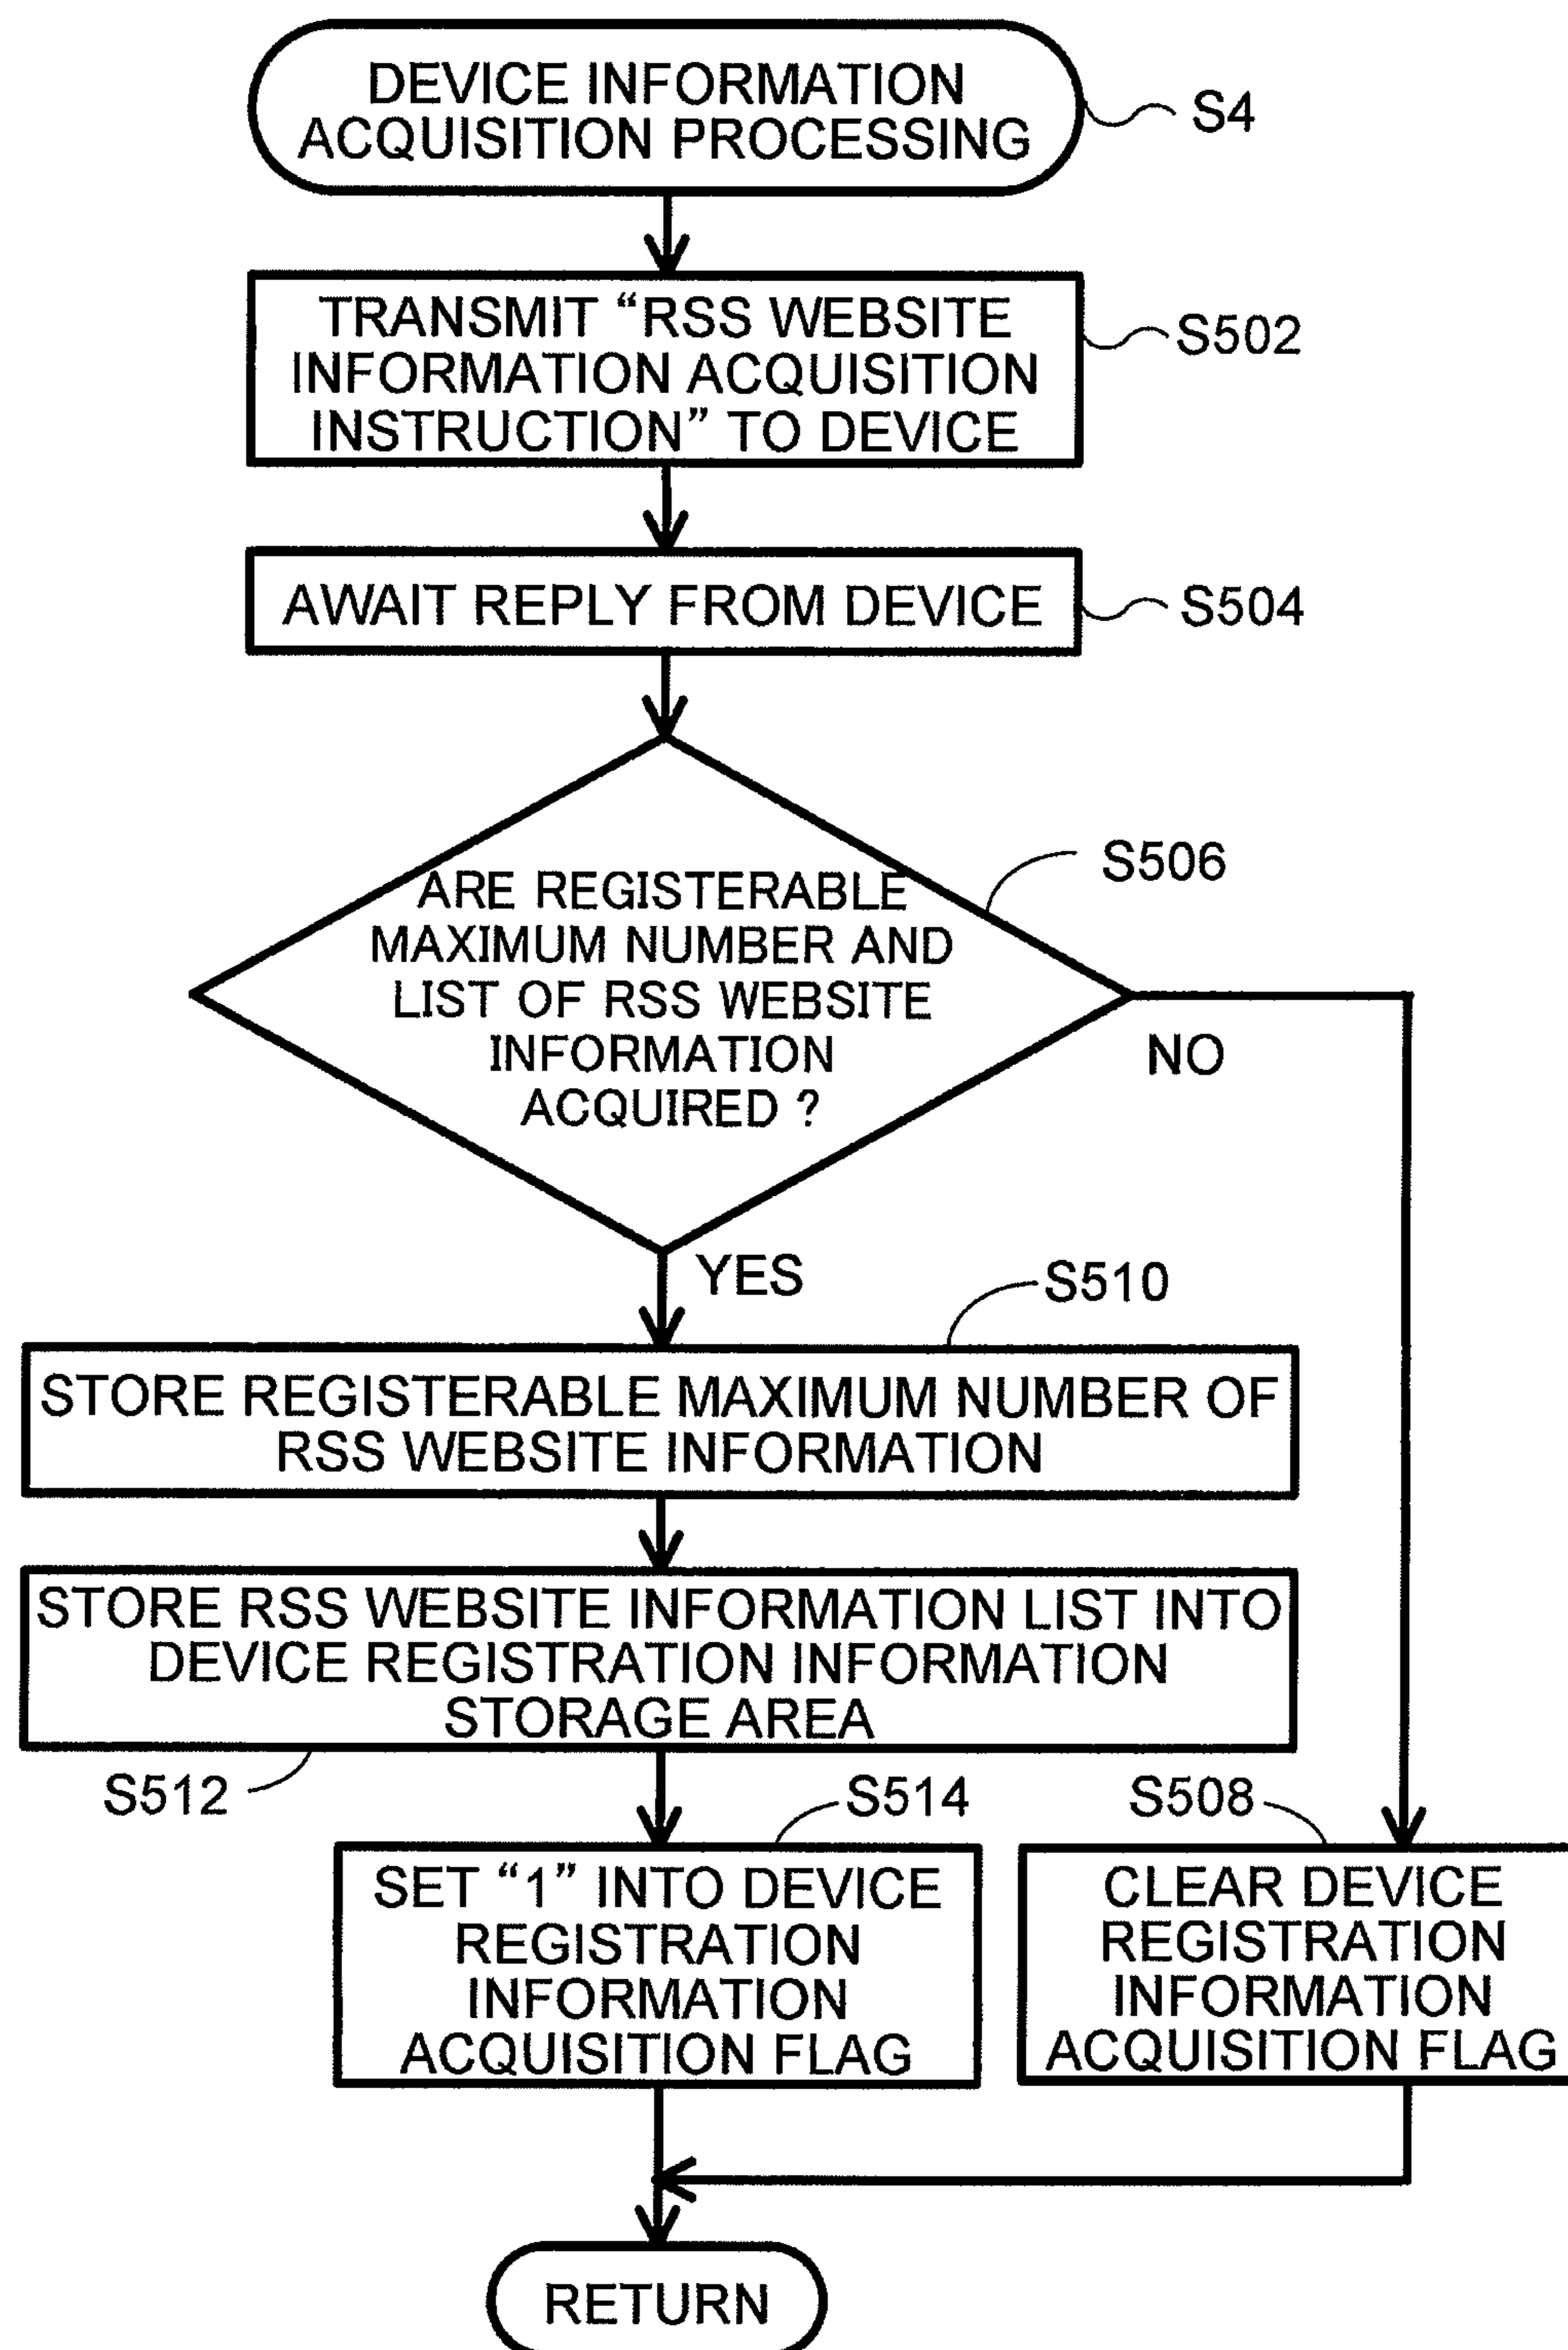 DEVICE INFORMATION
ACQUISITION PROCESSING
S4
TRANSMIT “RSS WEBSITE
INFORMATION ACQUISITION
INSTRUCTION” TO DEVICE
S502
AWAIT REPLY FROM DEVICE
S504
ARE REGISTERABLE
MAXIMUM NUMBER AND
LIST OF RSS WEBSITE
INFORMATION
ACQUIRED ?
S506
NO
YES
S510
STORE REGISTERABLE MAXIMUM NUMBER OF
RSS WEBSITE INFORMATION
STORE RSS WEBSITE INFORMATION LIST INTO
DEVICE REGISTRATION INFORMATION
STORAGE AREA
S512
S514
SET “1” INTO DEVICE
REGISTRATION
INFORMATION
ACQUISITION FLAG
S508
CLEAR DEVICE
REGISTRATION
INFORMATION
ACQUISITION FLAG
RETURN